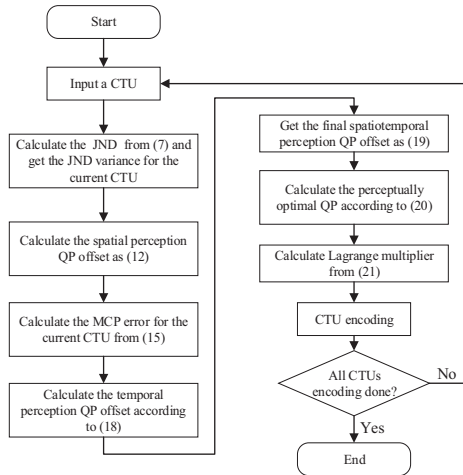 Start
Input a CTU
Calculate the JND from (7) and
get the JND variance for the
current CTU
Calculate the spatial perception
QP offset as (12)
Calculate the MCP error for the
current CTU from (15)
Calculate the temporal
perception QP offset according
to (18)
Get the final spatiotemporal
perception QP offset as (19)
Calculate the perceptually
optimal QP according to (20)
Calculate Lagrange multiplier
from (21)
CTU encoding
All CTUs
encoding done?
No
Yes
End